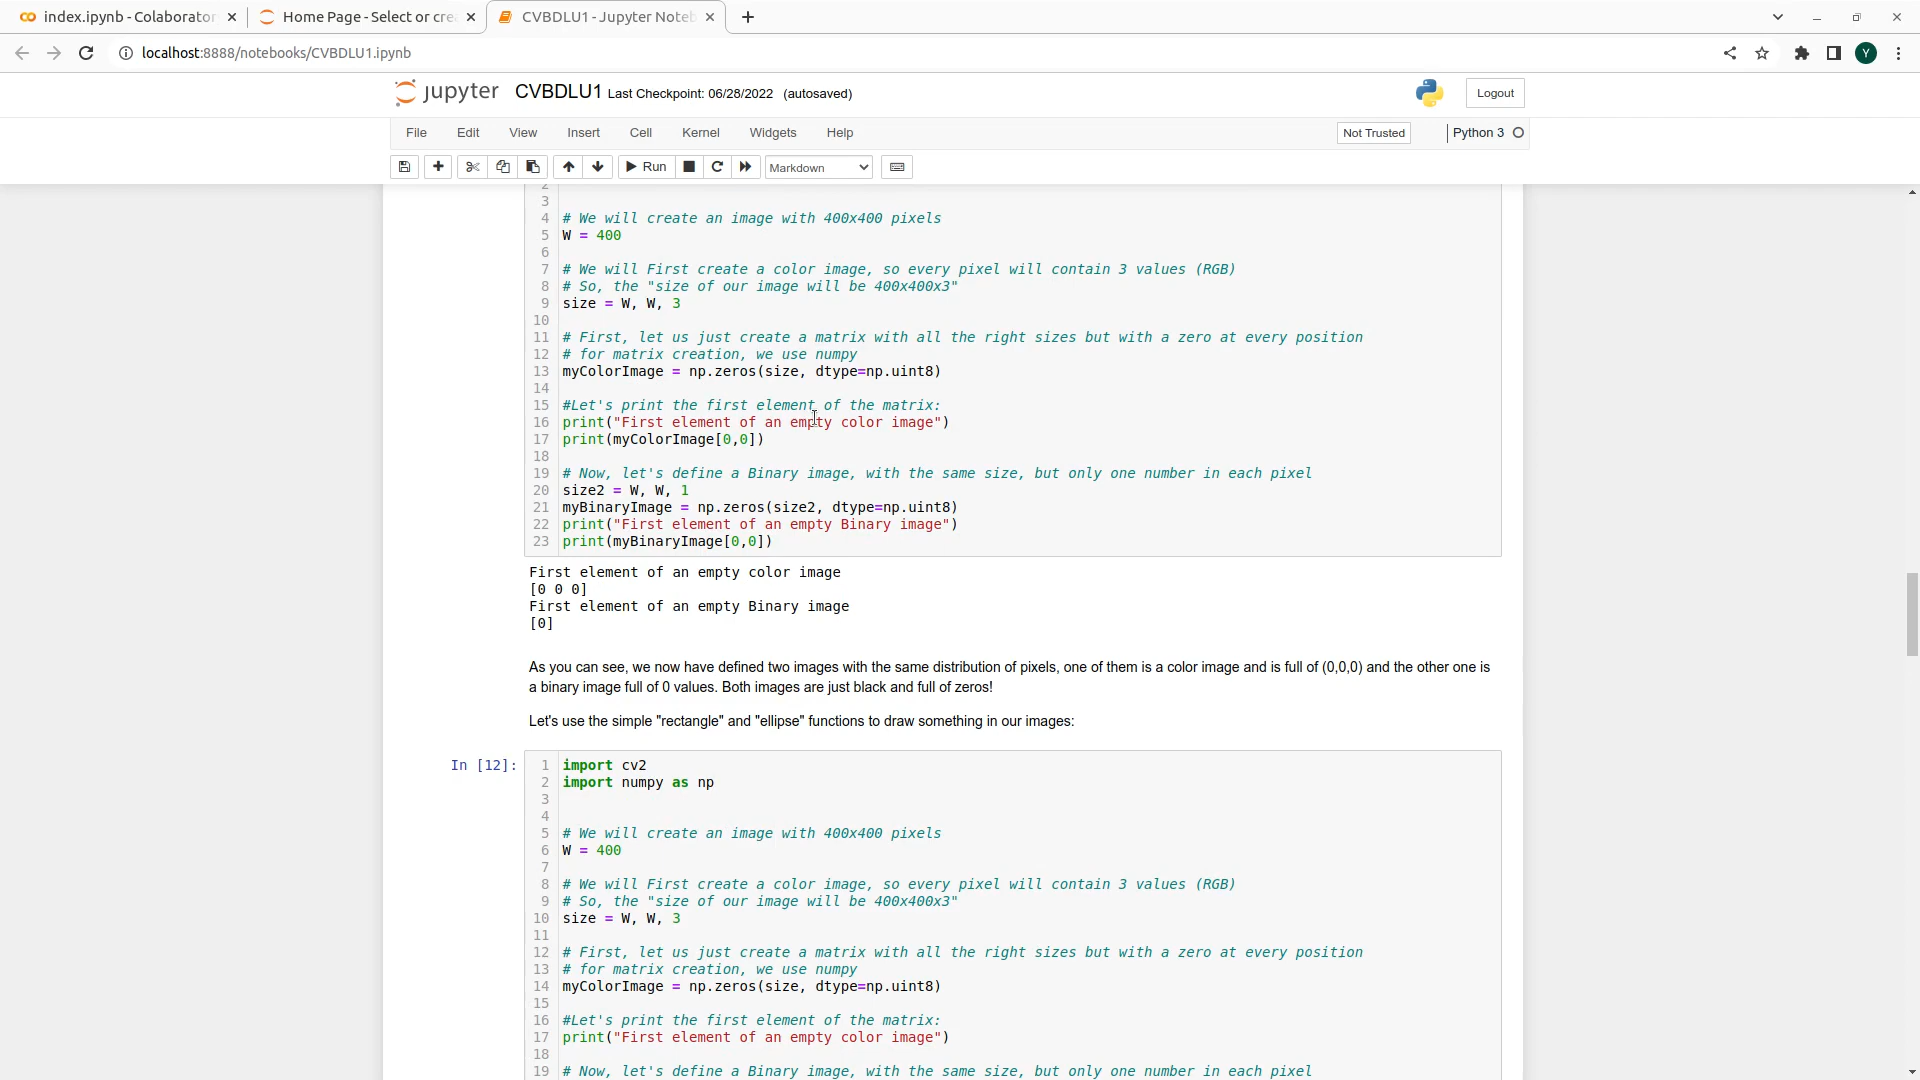 index.ipynb - Colaborator
Home Page - Select or crea
CVBDLU1 - Jupyter Noteb
localhost:8888/notebooks/CVBDLU1.ipynb
Y
jupyter CVBDLU1 Last Checkpoint: 06/28/2022 (autosaved)
Logout
File Edit View Insert Cell Kernel Widgets Help
Not Trusted
Python 3
Run
Markdown
2
3
4 # We will create an image with 400x400 pixels
5 W = 400
6
7 # We will First create a color image, so every pixel will contain 3 values (RGB)
8 # So, the "size of our image will be 400x400x3"
9 size = W, W, 3
10
11 # First, let us just create a matrix with all the right sizes but with a zero at every position
12 # for matrix creation, we use numpy
13 myColorImage = np.zeros(size, dtype=np.uint8)
14
15 #Let's print the first element of the matrix:
16 print("First element of an empty color image")
17 print(myColorImage[0,0])
18
19 # Now, let's define a Binary image, with the same size, but only one number in each pixel
20 size2 = W, W, 1
21 myBinaryImage = np.zeros(size2, dtype=np.uint8)
22 print("First element of an empty Binary image")
23 print(myBinaryImage[0,0])
First element of an empty color image
[0 0 0]
First element of an empty Binary image
[0]
As you can see, we now have defined two images with the same distribution of pixels, one of them is a color image and is full of (0,0,0) and the other one is
a binary image full of 0 values. Both images are just black and full of zeros!
Let's use the simple "rectangle" and "ellipse" functions to draw something in our images:
In [12]:
1 import cv2
2 import numpy as np
3
4
5 # We will create an image with 400x400 pixels
6 W = 400
7
8 # We will First create a color image, so every pixel will contain 3 values (RGB)
9 # So, the "size of our image will be 400x400x3"
10 size = W, W, 3
11
12 # First, let us just create a matrix with all the right sizes but with a zero at every position
13 # for matrix creation, we use numpy
14 myColorImage = np.zeros(size, dtype=np.uint8)
15
16 #Let's print the first element of the matrix:
17 print("First element of an empty color image")
18
19 # Now, let's define a Binary image, with the same size, but only one number in each pixel